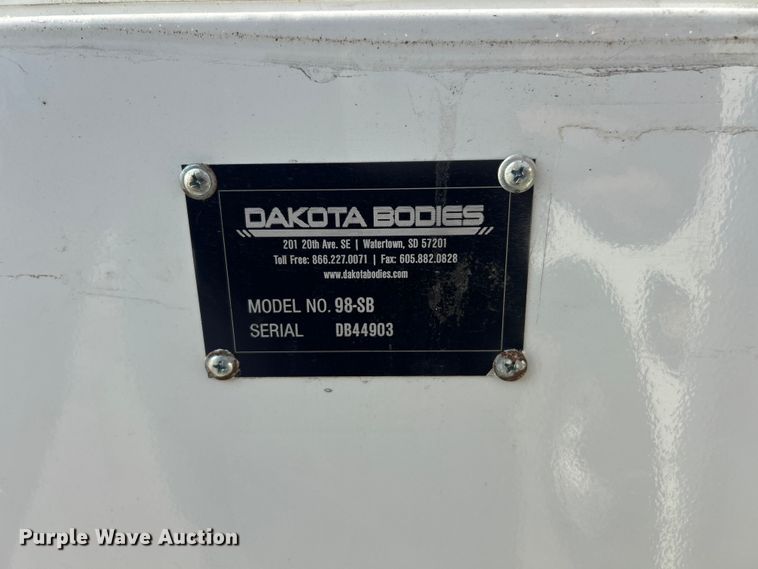 DAKOTA BODIES
201 20th Ave. SE | Watertown, SD 57201
Toll Free: 866.227.0071 | Fax: 605.882.0828
www.dakotabodies.com
MODEL NO. 98-SB
SERIAL DB44903
Purple Wave Auction